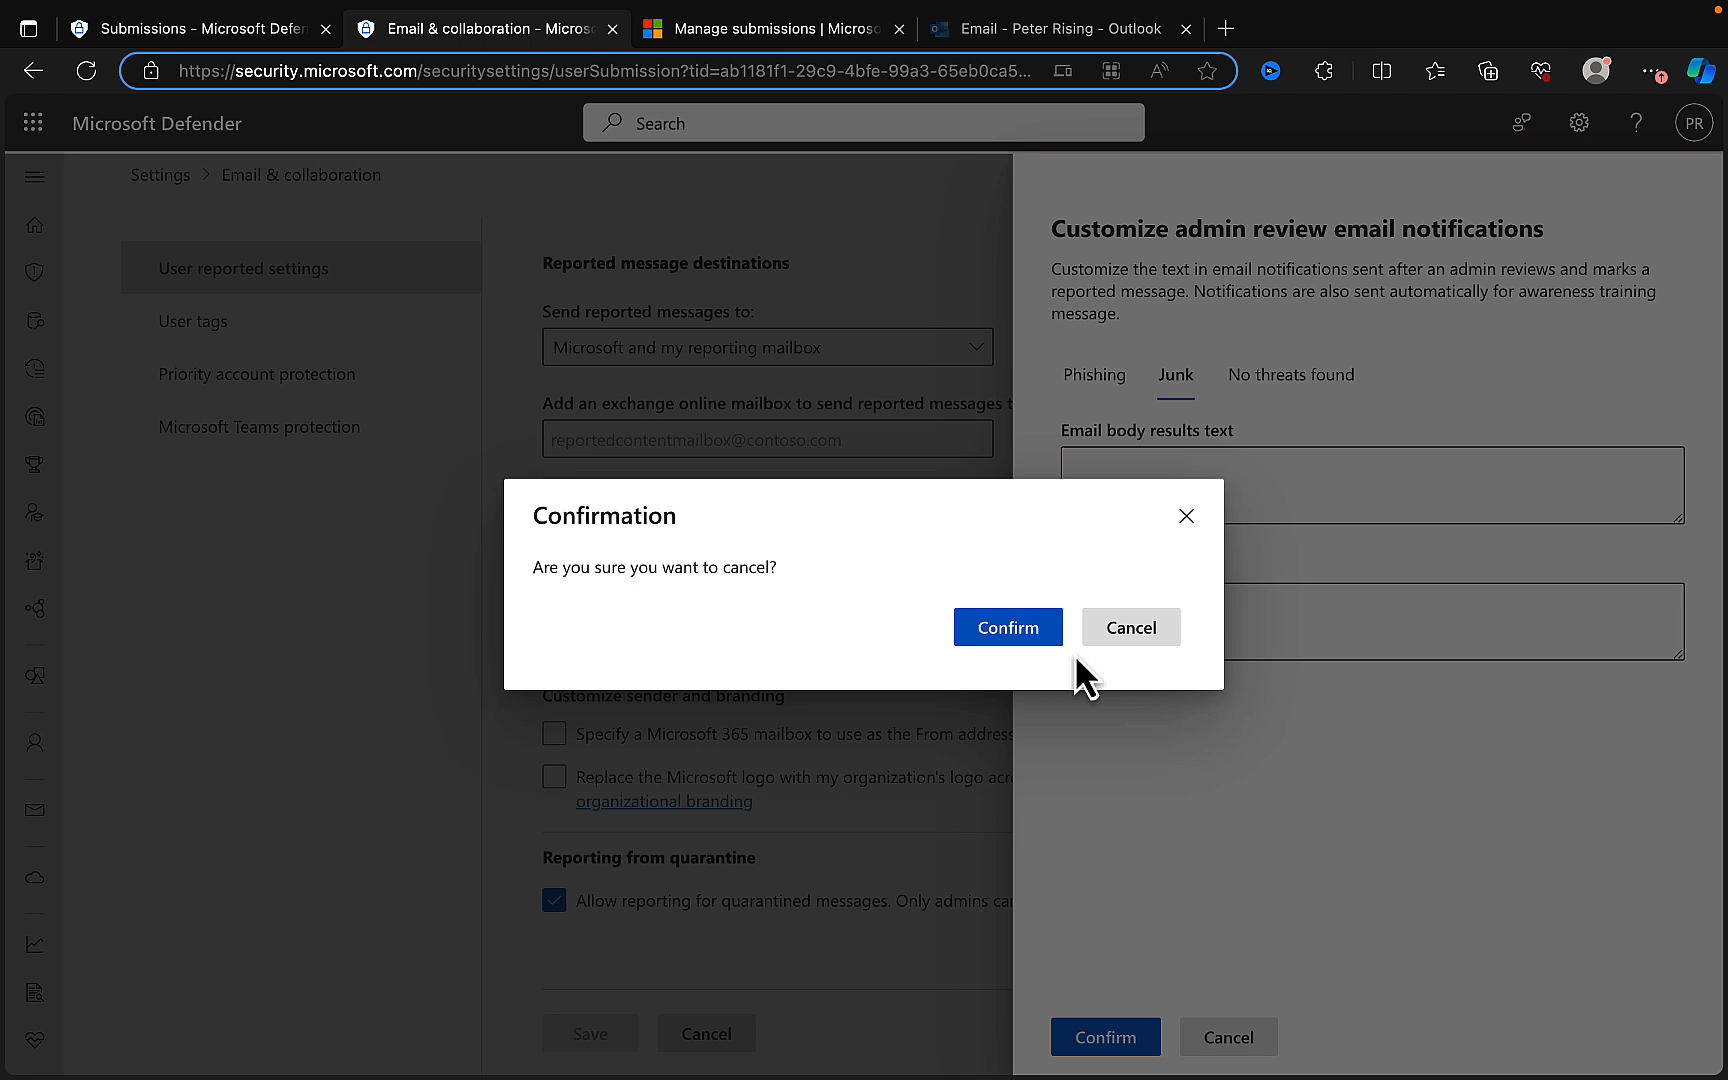 Submissions - Microsoft Defen
Email & collaboration - Micros
Manage submissions | Microso
Email - Peter Rising - Outlook
https://security.microsoft.com/securitysettings/userSubmission?tid=ab1181f1-29c9-4bfe-99a3-65eb0ca5...
Microsoft Defender
Search
PR
Settings > Email & collaboration
User reported settings
User tags
Priority account protection
Microsoft Teams protection
Reported message destinations
Send reported messages to:
Microsoft and my reporting mailbox
Add an exchange online mailbox to send reported messages t
reportedcontentmailbox@contoso.com
Customize sender and branding
Specify a Microsoft 365 mailbox to use as the From address
Replace the Microsoft logo with my organization's logo acr
organizational branding
Reporting from quarantine
Allow reporting for quarantined messages. Only admins ca
Save
Cancel
Customize admin review email notifications
Customize the text in email notifications sent after an admin reviews and marks a
reported message. Notifications are also sent automatically for awareness training
message.
Phishing
Junk
No threats found
Email body results text
Confirmation
Are you sure you want to cancel?
Confirm
Cancel
Confirm
Cancel